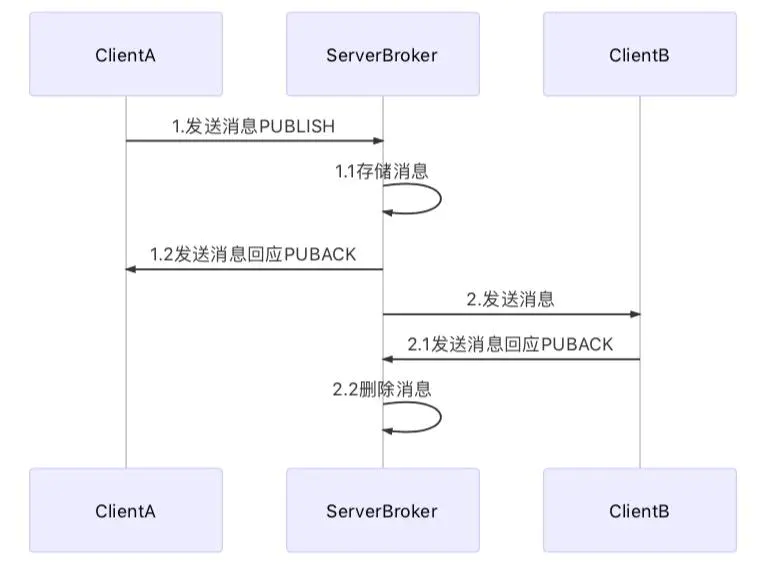 ClientA
ServerBroker
ClientB
1.发送消息PUBLISH
1.1存储消息
1.2发送消息回应PUBACK
2.发送消息
2.1发送消息回应PUBACK
2.2删除消息
ClientA
ServerBroker
ClientB